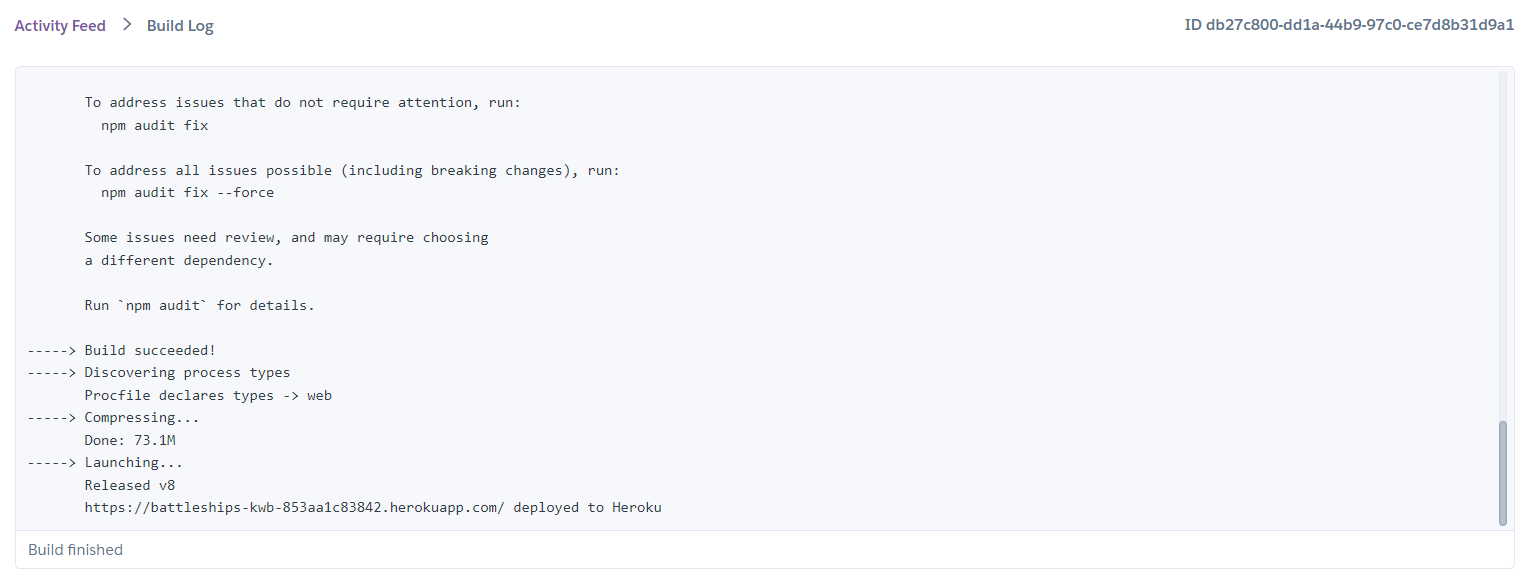 Activity Feed > Build Log
ID db27c800-dd1a-44b9-97c0-ce7d8b31d9a1
To address issues that do not require attention, run:
npm audit fix
To address all issues possible (including breaking changes), run:
npm audit fix --force
Some issues need review, and may require choosing
a different dependency.
Run `npm audit` for details.
-----> Build succeeded!
-----> Discovering process types
Procfile declares types -> web
-----> Compressing...
Done: 73.1M
-----> Launching...
Released v8
https://battleships-kwb-853aa1c83842.herokuapp.com/ deployed to Heroku
Build finished